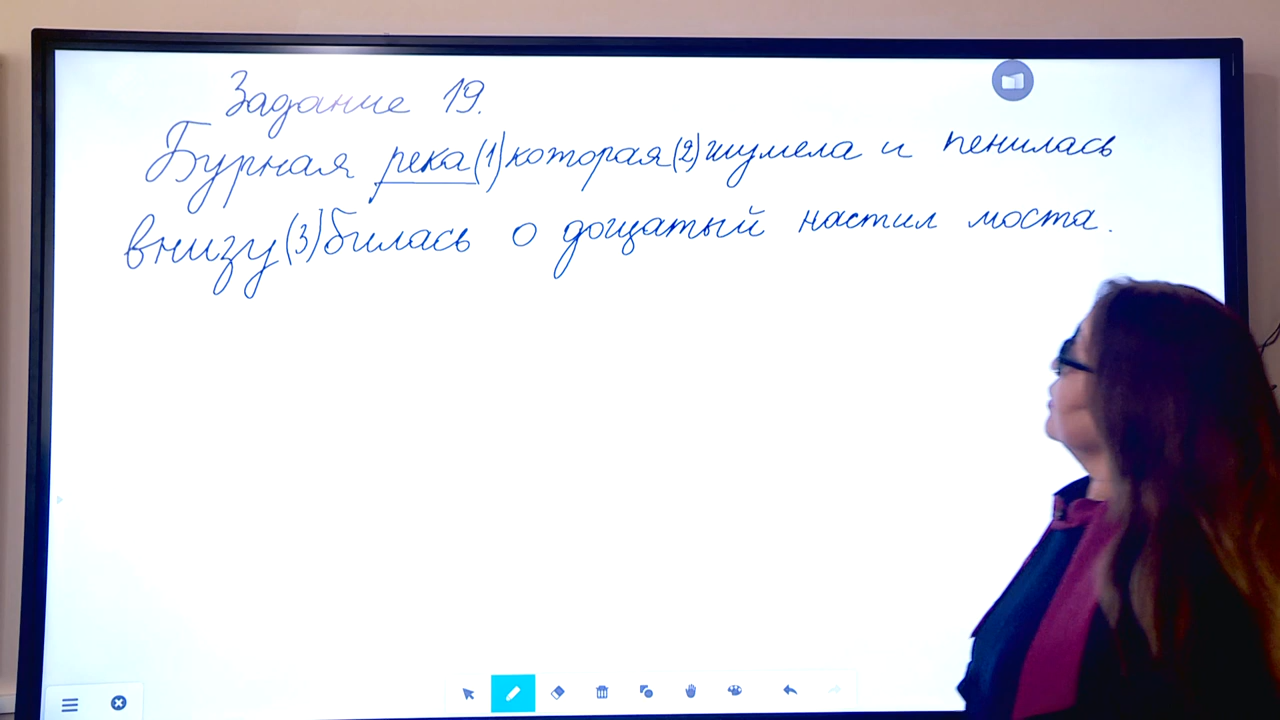 Задание 19.
Бурная река(1)которая(2)шумела и пенилась
внизу(3)билась о дощатый настил моста.